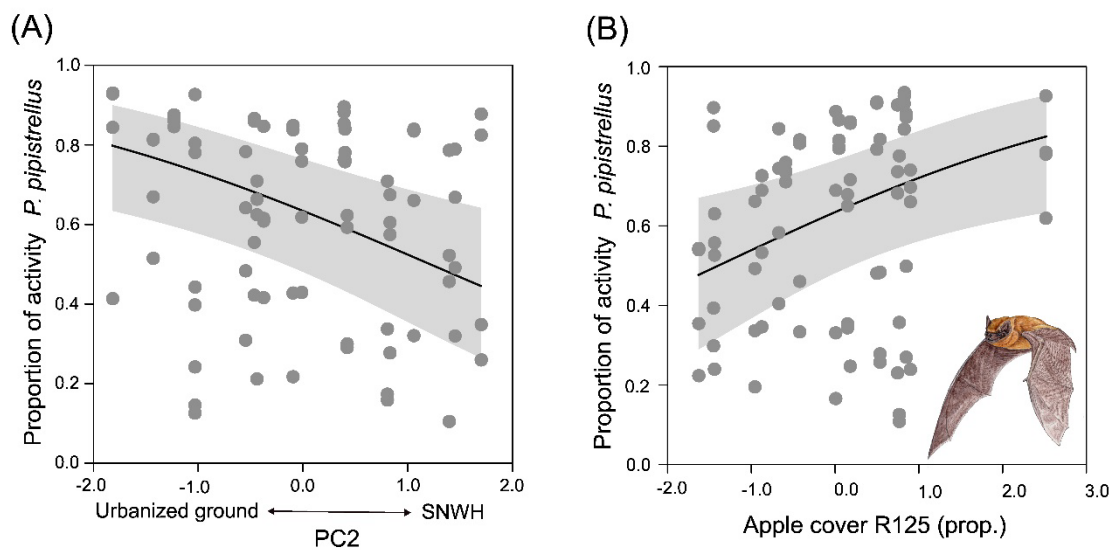 (A)
Proportion of activity P. pipistrellus
1.0
0.8
0.6
0.4
0.2
0.0
-2.0 -1.0 0.0 1.0 2.0
Urbanized ground SNWH
PC2
(B)
Proportion of activity P. pipistrellus
1.0
0.8
0.6
0.4
0.2
0.0
-2.0 -1.0 0.0 1.0 2.0 3.0
Apple cover R125 (prop.)